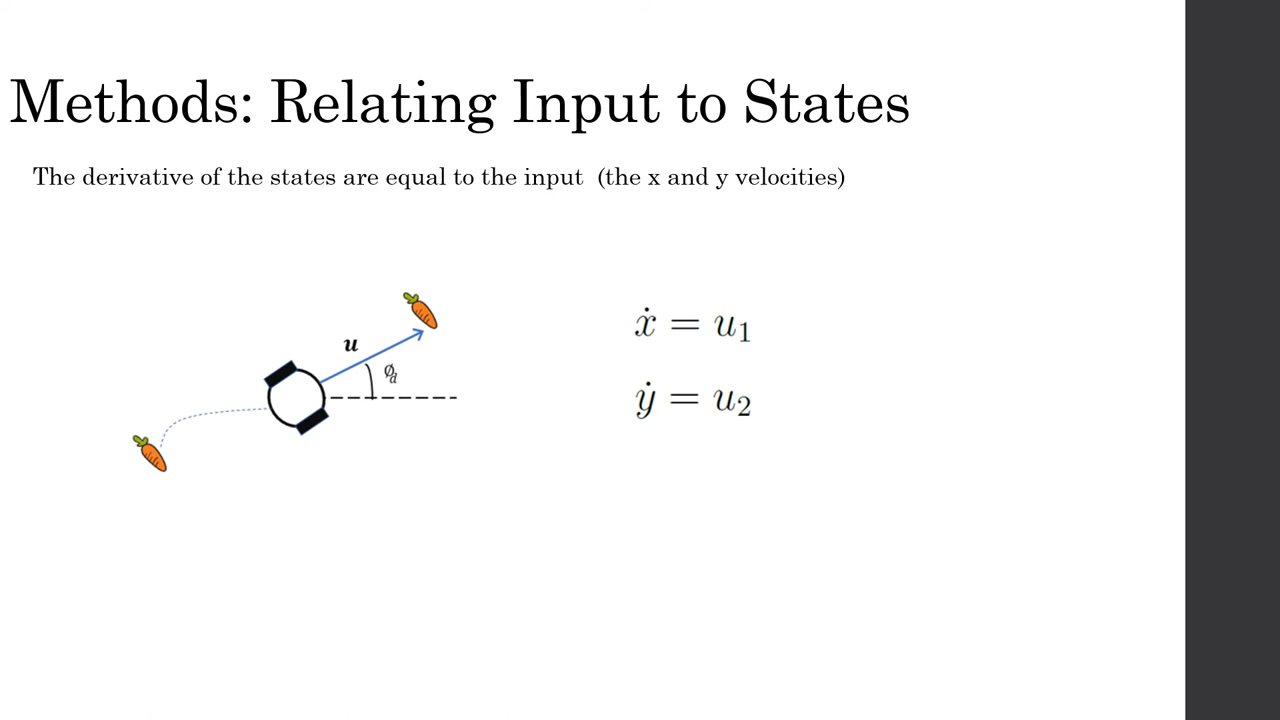 Methods: Relating Input to States
The derivative of the states are equal to the input  (the x and y velocities)
u
∅d
ẋ = u₁
ẏ = u₂